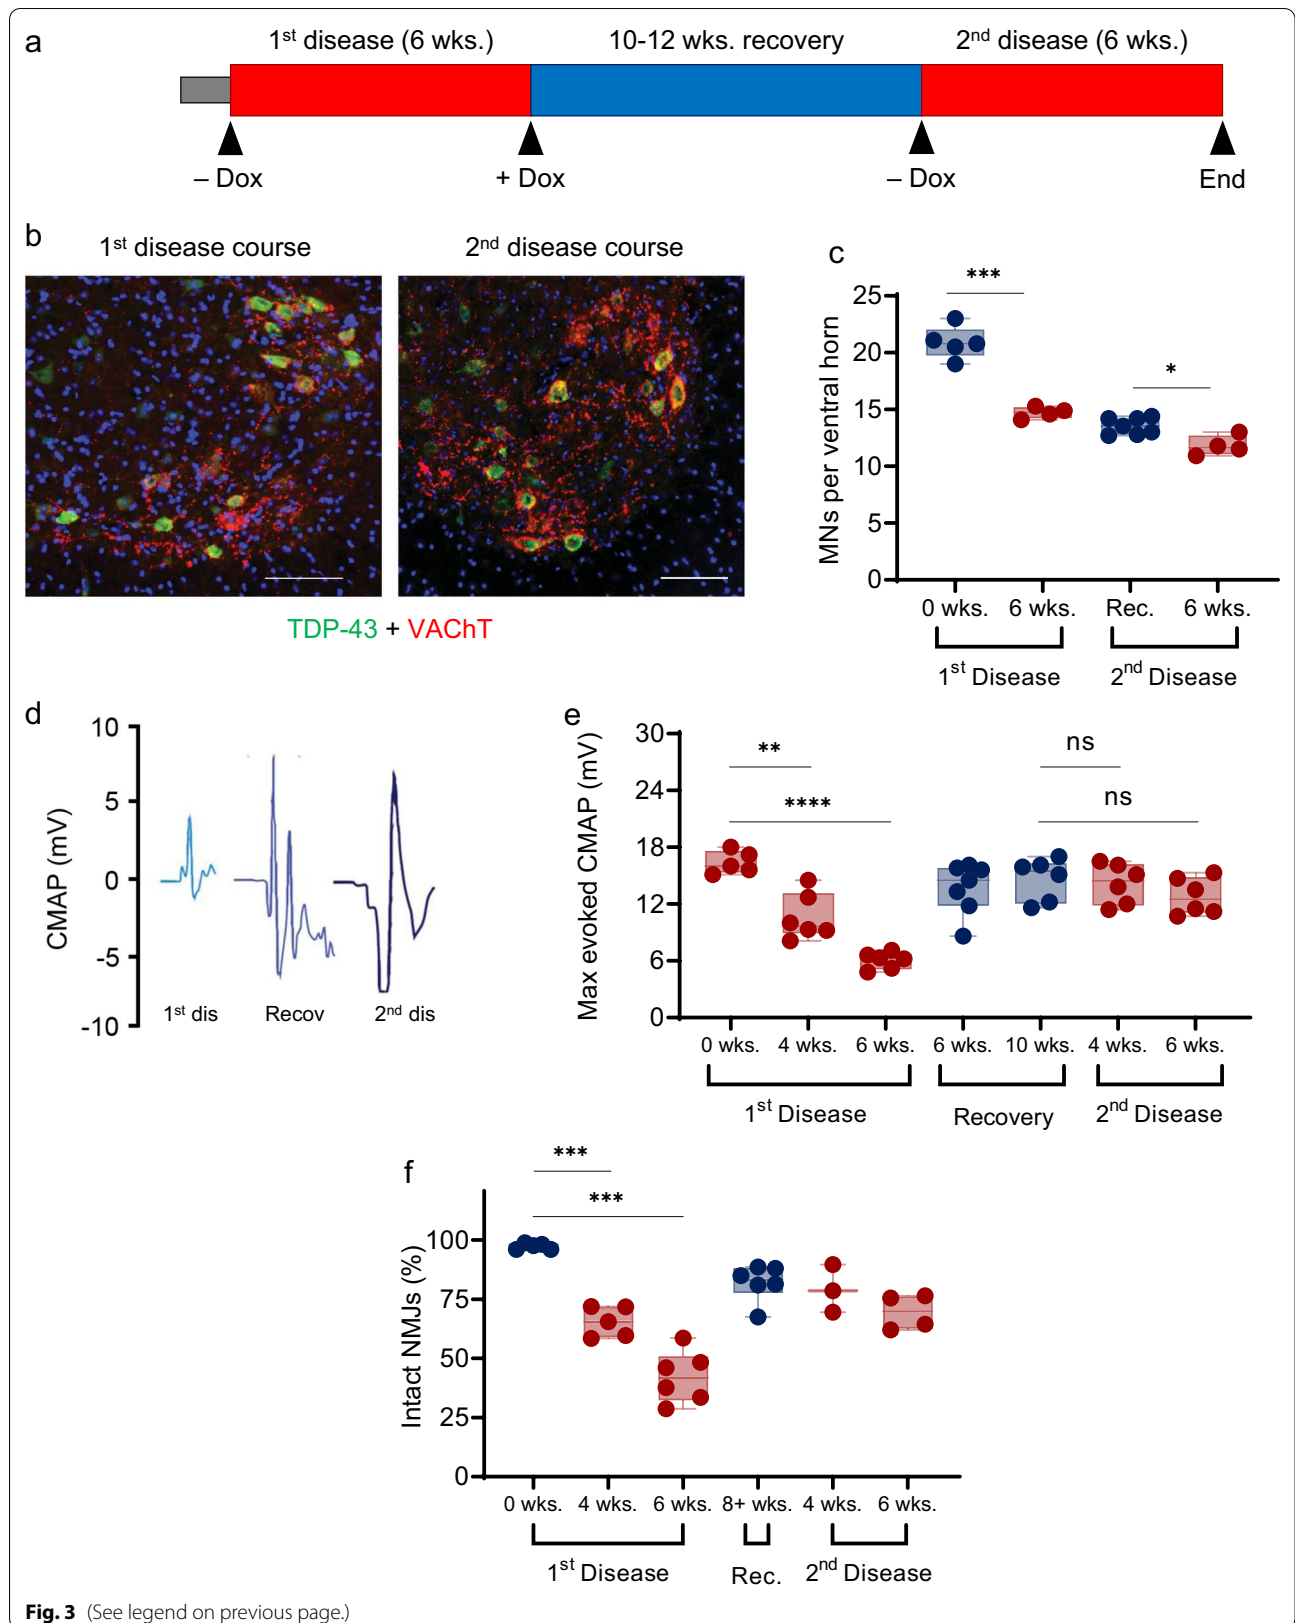 a
1st disease (6 wks.) 10-12 wks. recovery 2nd disease (6 wks.)
– Dox + Dox – Dox End
b
1st disease course 2nd disease course
TDP-43 + VAChT
c
MNs per ventral horn
25
20
15
10
5
0
***
*
0 wks. 6 wks. Rec. 6 wks.
1st Disease 2nd Disease
d
CMAP (mV)
10
5
0
-5
-10
1st dis Recov 2nd dis
e
Max evoked CMAP (mV)
30
24
18
12
6
0
** ns
**** ns
0 wks. 4 wks. 6 wks. 6 wks. 10 wks. 4 wks. 6 wks.
1st Disease Recovery 2nd Disease
f
Intact NMJs (%)
100
75
50
25
0
***
***
0 wks. 4 wks. 6 wks. 8+ wks. 4 wks. 6 wks.
1st Disease Rec. 2nd Disease
Fig. 3 (See legend on previous page.)